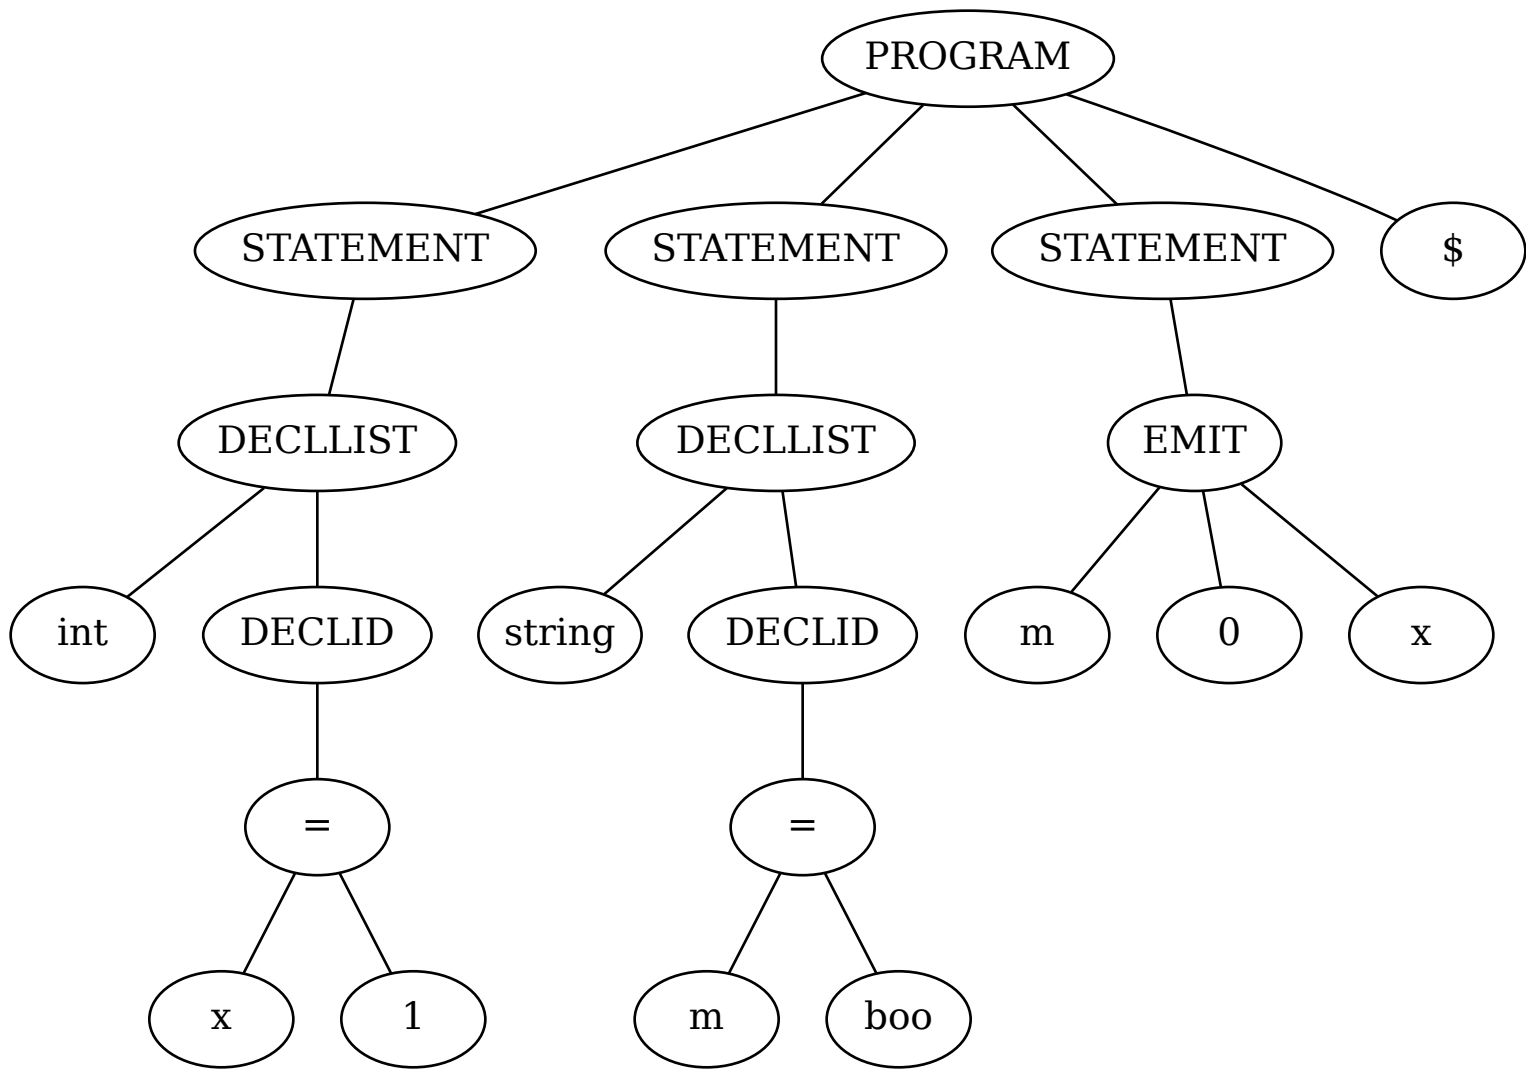 PROGRAM
STATEMENT STATEMENT STATEMENT $
DECLLIST DECLLIST EMIT
int DECLID string DECLID m 0 x
= =
x 1 m boo